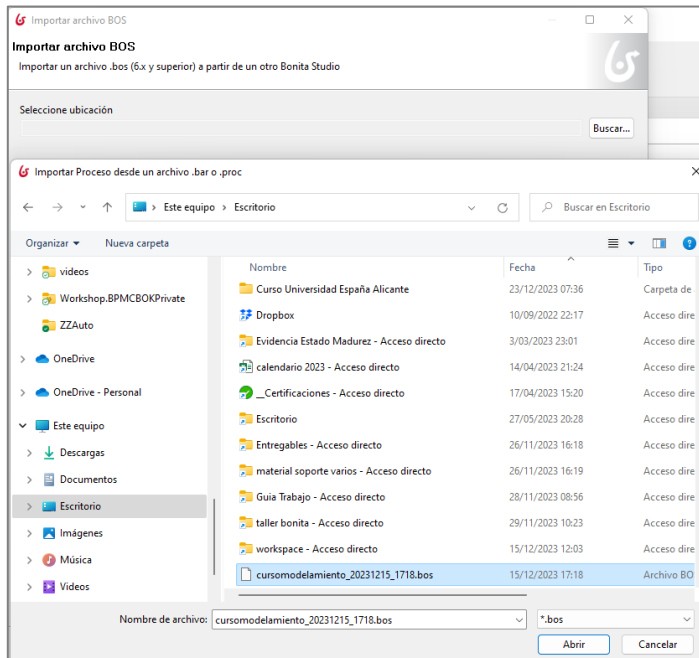 Importar archivo BOS
Importar archivo BOS
Importar un archivo .bos (6.x y superior) a partir de un otro Bonita Studio
Seleccione ubicación
Buscar...
Importar Proceso desde un archivo .bar o .proc
Este equipo > Escritorio
Buscar en Escritorio
Organizar Nueva carpeta
Nombre Fecha Tipo
videos
Workshop.BPMCBOKPrivate
ZZAuto
OneDrive
OneDrive - Personal
Este equipo
Descargas
Documentos
Escritorio
Imágenes
Música
Videos
Curso Universidad España Alicante 23/12/2023 07:36 Carpeta de
Dropbox 10/09/2022 22:17 Acceso dire
Evidencia Estado Madurez - Acceso directo 3/03/2023 23:01 Acceso dire
calendario 2023 - Acceso directo 14/04/2023 21:24 Acceso dire
__Certificaciones - Acceso directo 17/04/2023 15:20 Acceso dire
Escritorio 27/05/2023 20:28 Acceso dire
Entregables - Acceso directo 26/11/2023 16:18 Acceso dire
material soporte varios - Acceso directo 26/11/2023 16:19 Acceso dire
Guia Trabajo - Acceso directo 28/11/2023 08:56 Acceso dire
taller bonita - Acceso directo 29/11/2023 10:23 Acceso dire
workspace - Acceso directo 15/12/2023 12:03 Acceso dire
cursomodelamiento_20231215_1718.bos 15/12/2023 17:18 Archivo BO
Nombre de archivo: cursomodelamiento_20231215_1718.bos *.bos
Abrir Cancelar